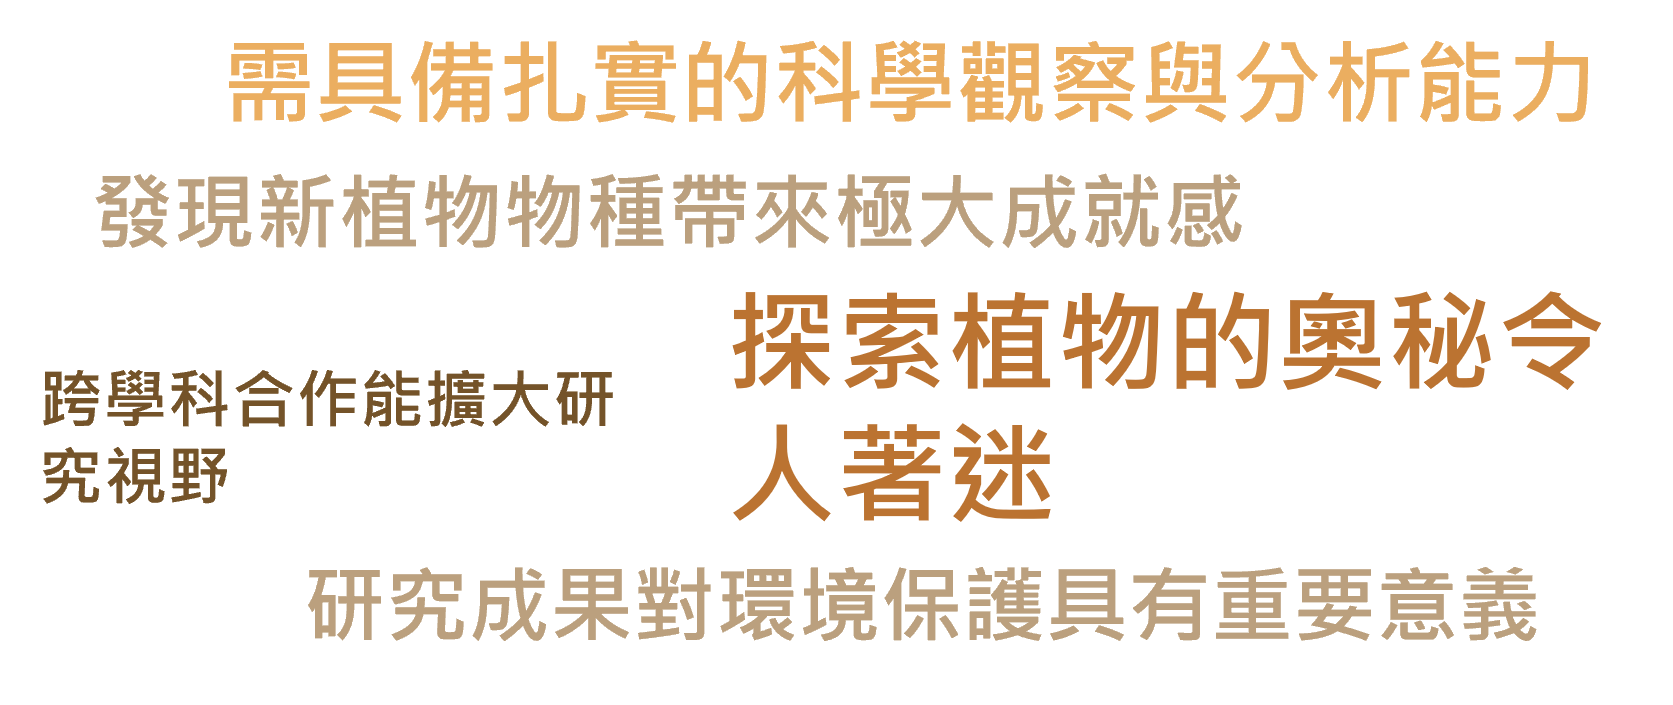 需具備扎實的科學觀察與分析能力
發現新植物物種帶來極大成就感
探索植物的奧秘令
人著迷
跨學科合作能擴大研
究視野
研究成果對環境保護具有重要意義